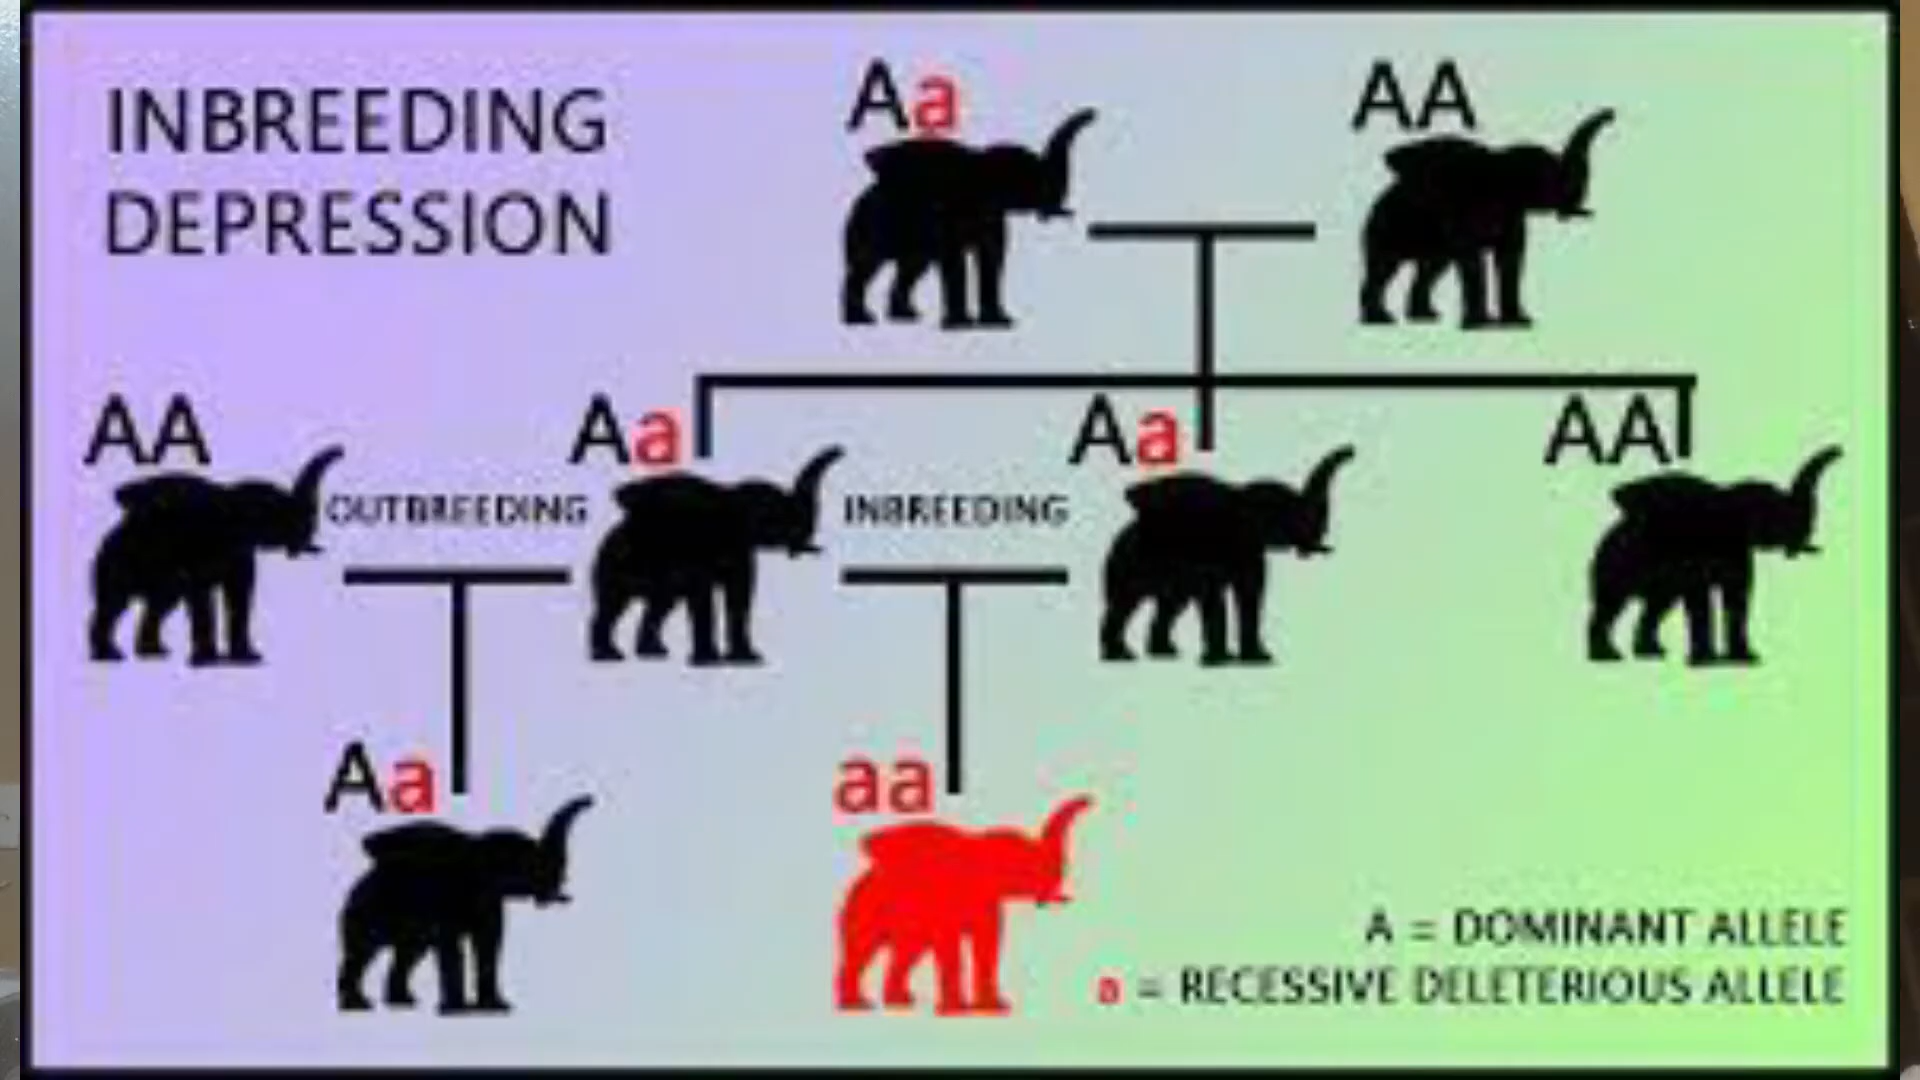 INBREEDING
DEPRESSION
Aa
AA
AA
Aa
Aa
AA
OUTBREEDING
INBREEDING
Aa
aa
A = DOMINANT ALLELE
a = RECESSIVE DELETERIOUS ALLELE